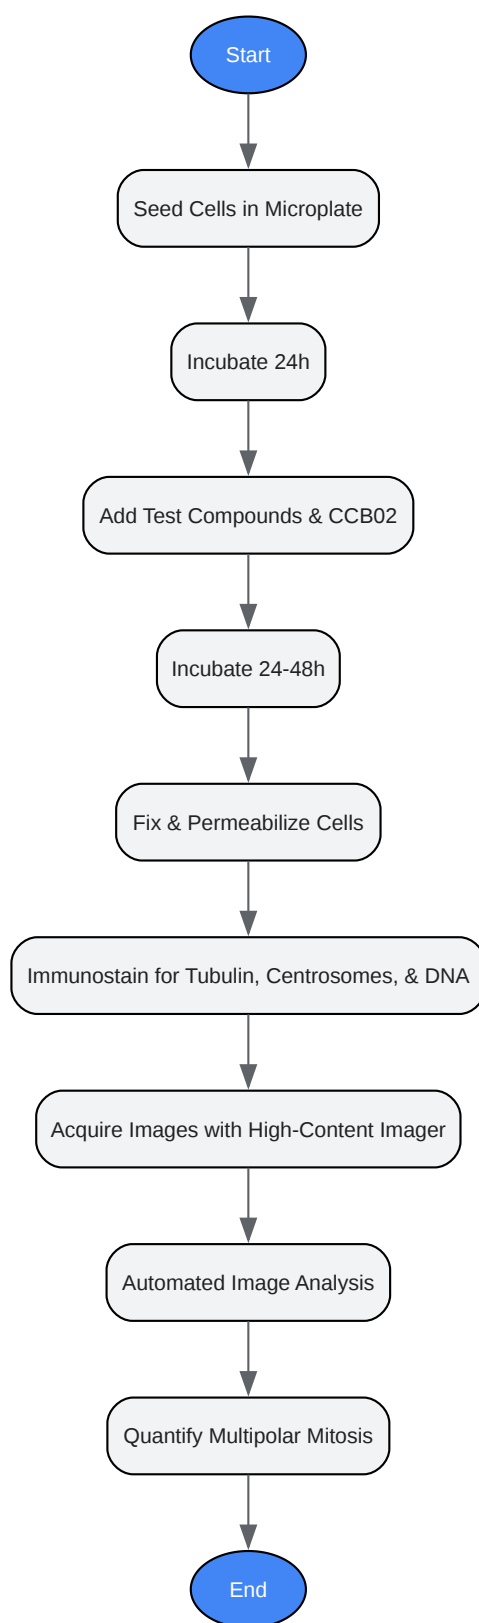 Start
Seed Cells in Microplate
Incubate 24h
Add Test Compounds & CCB02
Incubate 24-48h
Fix & Permeabilize Cells
Immunostain for Tubulin, Centrosomes, & DNA
Acquire Images with High-Content Imager
Automated Image Analysis
Quantify Multipolar Mitosis
End